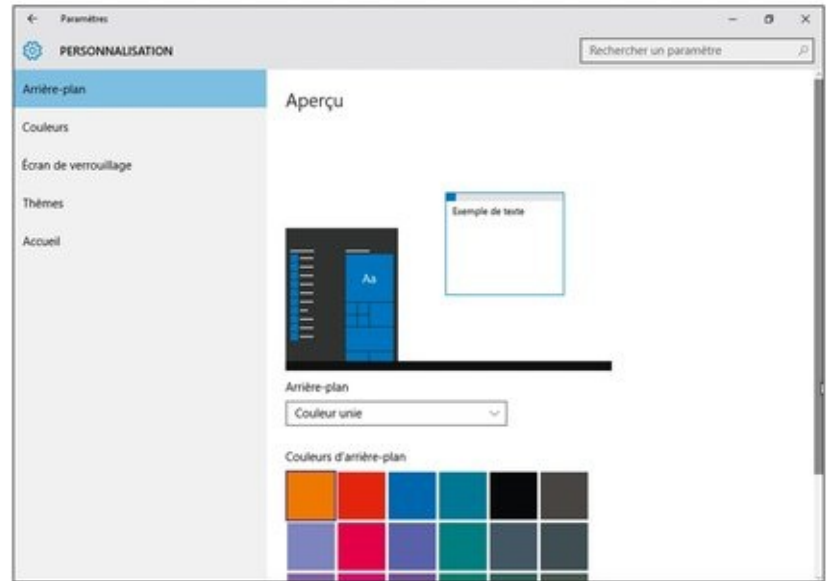 Paramètres
PERSONNALISATION
Rechercher un paramètre
Arrière-plan
Couleurs
Écran de verrouillage
Thèmes
Accueil
Aperçu
Exemple de texte
Aa
Arrière-plan
Couleur unie
Couleurs d'arrière-plan